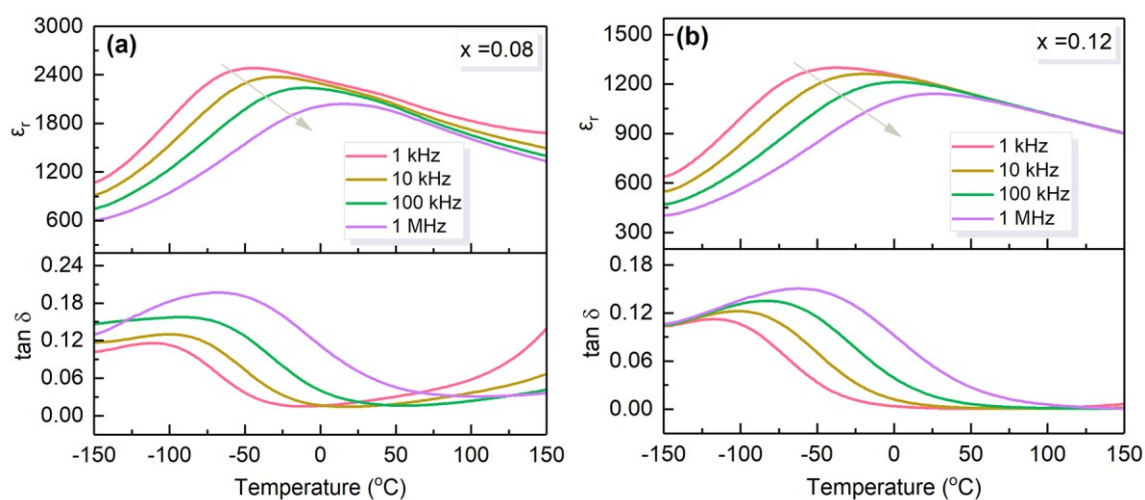 (a)
x =0.08
3000
2400
1800
1200
600
εr
1 kHz
10 kHz
100 kHz
1 MHz
0.24
0.18
0.12
0.06
0.00
tan δ
-150 -100 -50 0 50 100 150
Temperature (°C)
(b)
x =0.12
1500
1200
900
600
300
εr
1 kHz
10 kHz
100 kHz
1 MHz
0.18
0.12
0.06
0.00
tan δ
-150 -100 -50 0 50 100 150
Temperature (°C)